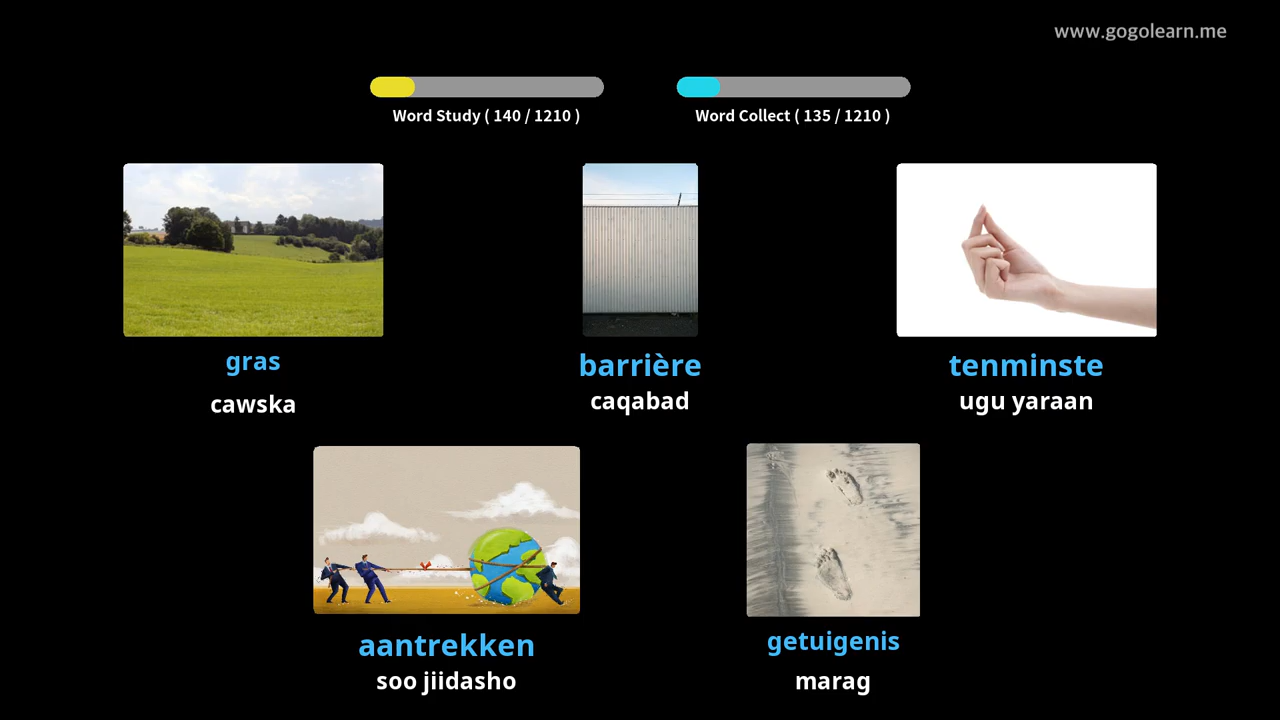 www.gogolearn.me
Word Study ( 140 / 1210 )
Word Collect ( 135 / 1210 )
gras
cawska
barrière
caqabad
tenminste
ugu yaraan
aantrekken
soo jiidasho
getuigenis
marag